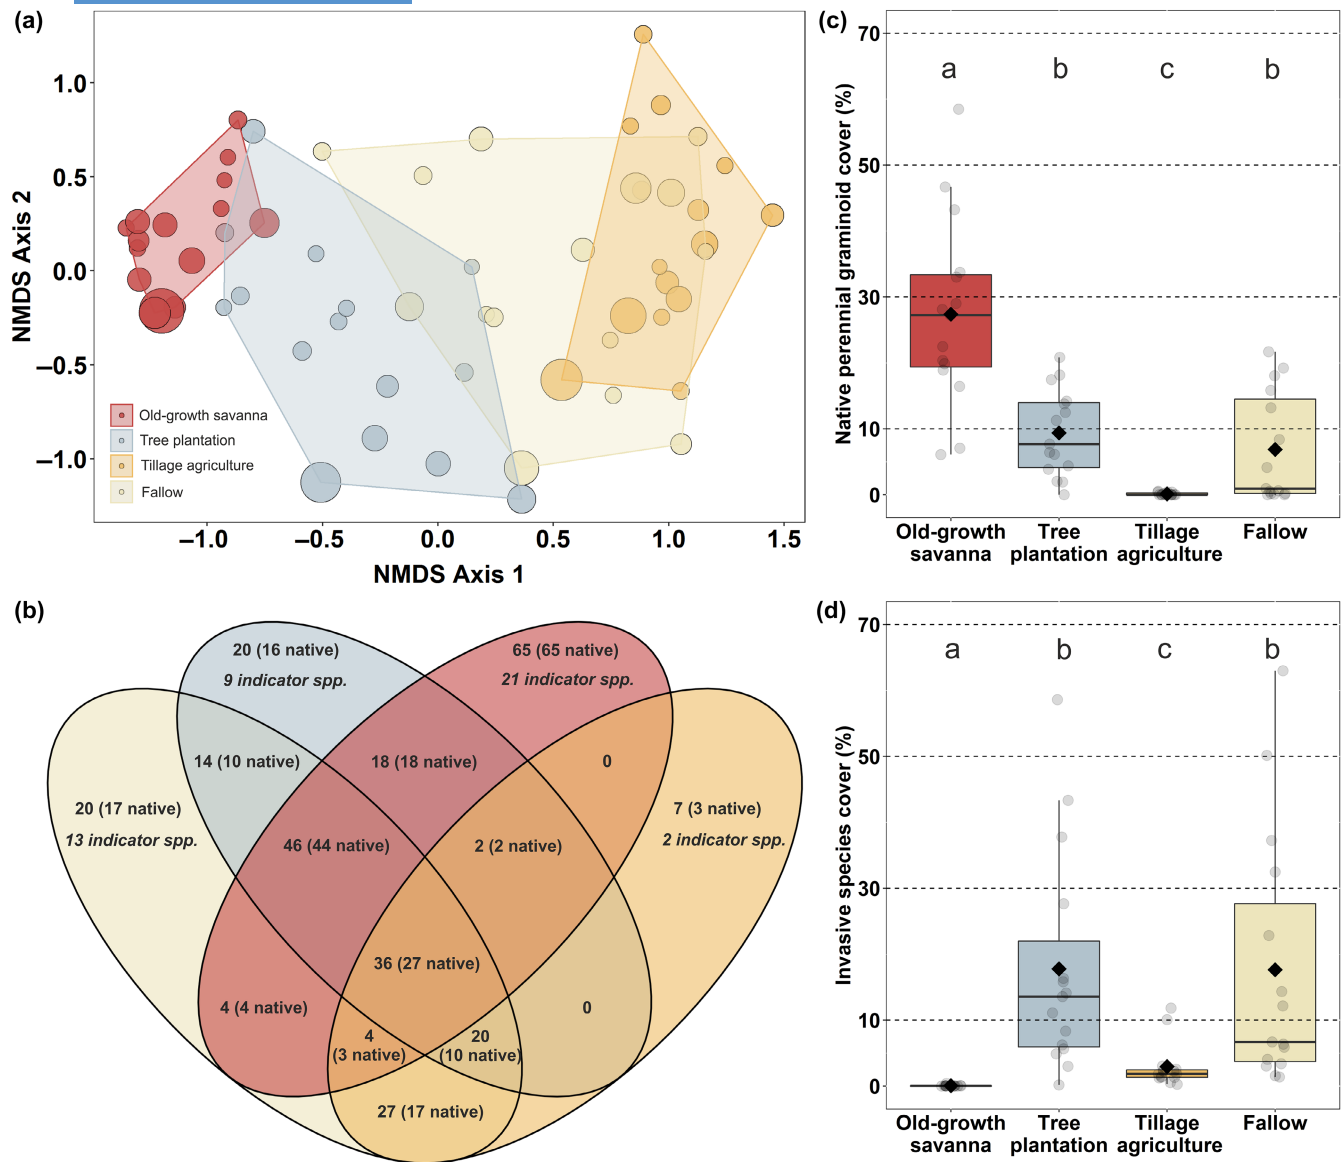 (a)
NMDS Axis 2
1.0
0.5
0.0
−0.5
−1.0
Old-growth savanna
Tree plantation
Tillage agriculture
Fallow
−1.0 −0.5 0.0 0.5 1.0 1.5
NMDS Axis 1
(b)
20 (16 native)
9 indicator spp.
65 (65 native)
21 indicator spp.
14 (10 native)
18 (18 native)
0
20 (17 native)
13 indicator spp.
7 (3 native)
2 indicator spp.
46 (44 native)
2 (2 native)
36 (27 native)
4 (4 native)
0
4
(3 native)
20
(10 native)
27 (17 native)
(c)
Native perennial graminoid cover (%)
70
50
30
10
0
a b c b
Old-growth
savanna
Tree
plantation
Tillage
agriculture
Fallow
(d)
Invasive species cover (%)
70
50
30
10
0
a b c b
Old-growth
savanna
Tree
plantation
Tillage
agriculture
Fallow